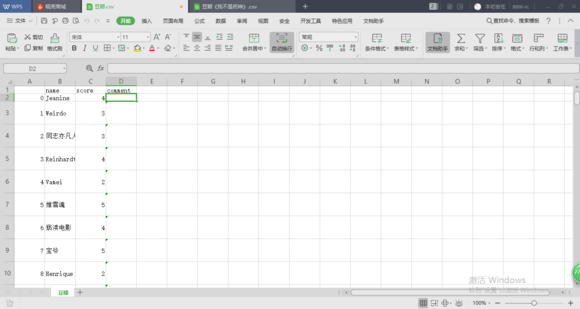 WPS 稻壳商城 豆瓣.csv 豆瓣《我不是药神》.csv
文件 开始 插入 页面布局 公式 数据 审阅 视图 安全 开发工具 特色应用 文档助手 查找命令、搜索模板
粘贴 剪切 复制 格式刷 宋体 11 合并居中 自动换行 常规 条件格式 表格样式 文档助手 求和 筛选 排序 格式 行和列 工作表
D2 fx
A B C D E F G H I J K L M N O P Q R
1 name score comment
2 0 Jeanine 4
3 1 Weirdo 3
4 2 同志亦凡人 3
5 3 Reinhardt 4
6 4 Vamei 2
7 5 维雪魂 5
8 6 4
9 7 宝爷 5
10 8 Henrique 2
激活 Windows
豆瓣
100%